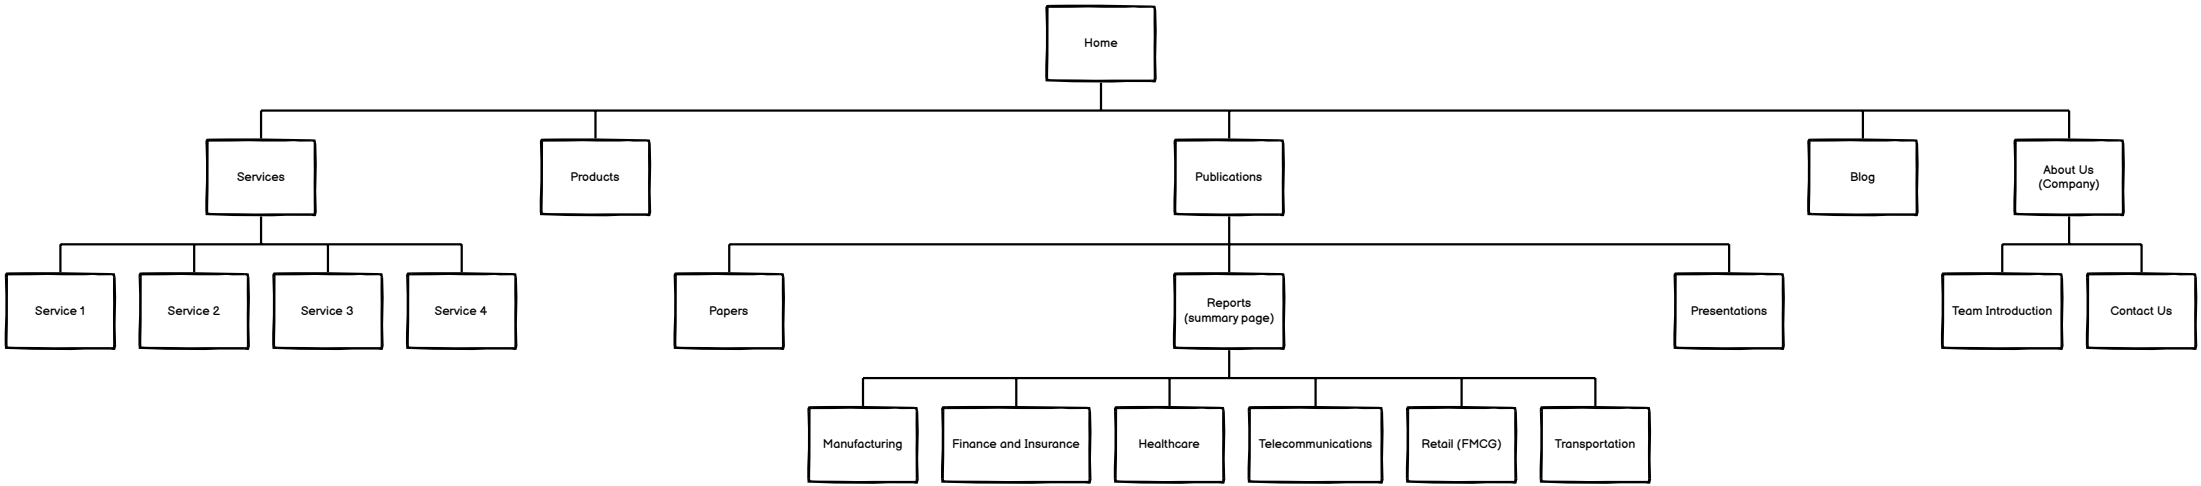 Home
Services
Products
Publications
Blog
About Us
(Company)
Service 1
Service 2
Service 3
Service 4
Papers
Reports
(summary page)
Presentations
Team Introduction
Contact Us
Manufacturing
Finance and Insurance
Healthcare
Telecommunications
Retail (FMCG)
Transportation